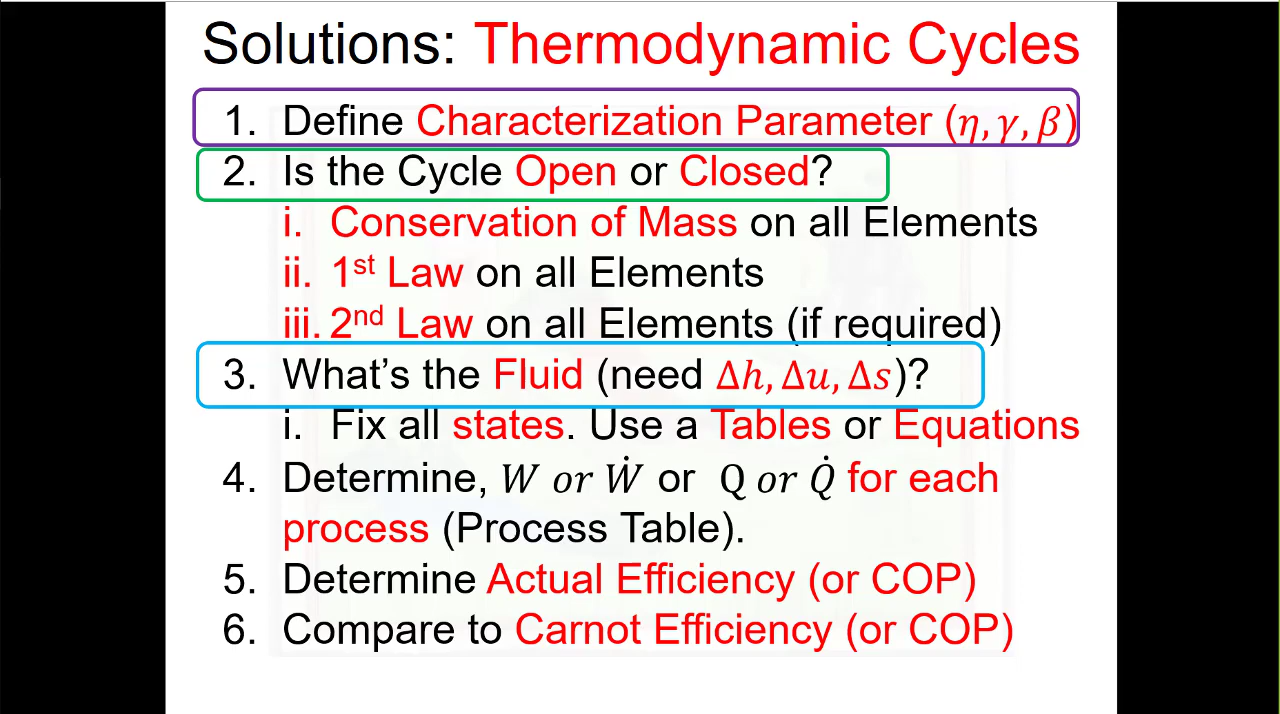 Solutions: Thermodynamic Cycles
1. Define Characterization Parameter (η, γ, β)
2. Is the Cycle Open or Closed?
i. Conservation of Mass on all Elements
ii. 1st Law on all Elements
iii. 2nd Law on all Elements (if required)
3. What’s the Fluid (need Δh, Δu, Δs)?
i. Fix all states. Use a Tables or Equations
4. Determine, W or Ẇ or Q or Q̇ for each
process (Process Table).
5. Determine Actual Efficiency (or COP)
6. Compare to Carnot Efficiency (or COP)